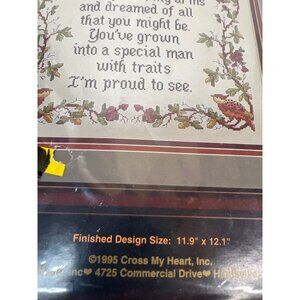 and dreamed of all
that you might be.
You've grown
into a special man
with traits
I'm proud to see.
Finished Design Size: 11.9" x 12.1"
©1995 Cross My Heart, Inc.
Inc❤ 4725 Commercial Drive❤